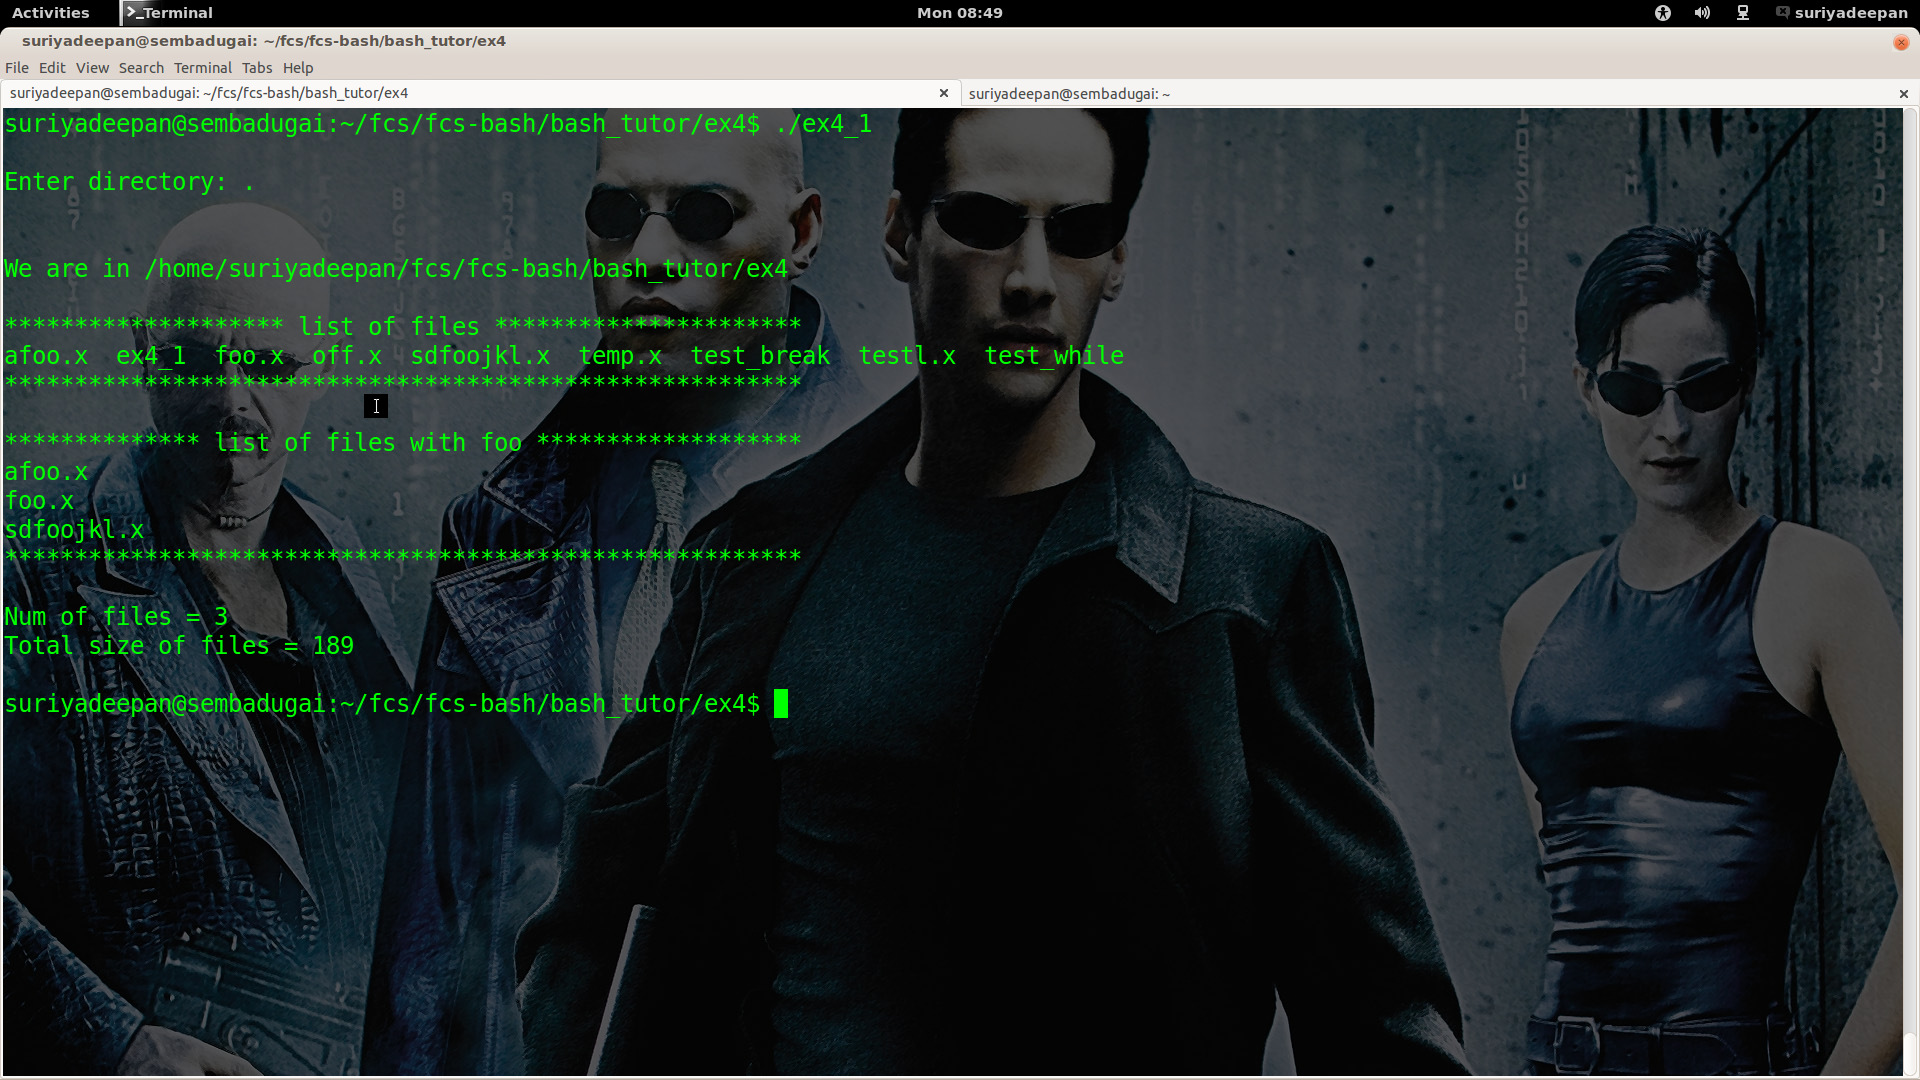 Activities >_Terminal Mon 08:49 suriyadeepan
suriyadeepan@sembadugai: ~/fcs/fcs-bash/bash_tutor/ex4
File Edit View Search Terminal Tabs Help
suriyadeepan@sembadugai: ~/fcs/fcs-bash/bash_tutor/ex4 × suriyadeepan@sembadugai: ~ ×
suriyadeepan@sembadugai:~/fcs/fcs-bash/bash_tutor/ex4$ ./ex4_1
Enter directory: .
We are in /home/suriyadeepan/fcs/fcs-bash/bash_tutor/ex4
******************** list of files **********************
afoo.x ex4_1 foo.x off.x sdfoojkl.x temp.x test_break testl.x test_while
*********************************************************
************** list of files with foo *******************
afoo.x
foo.x
sdfoojkl.x
*********************************************************
Num of files = 3
Total size of files = 189
suriyadeepan@sembadugai:~/fcs/fcs-bash/bash_tutor/ex4$